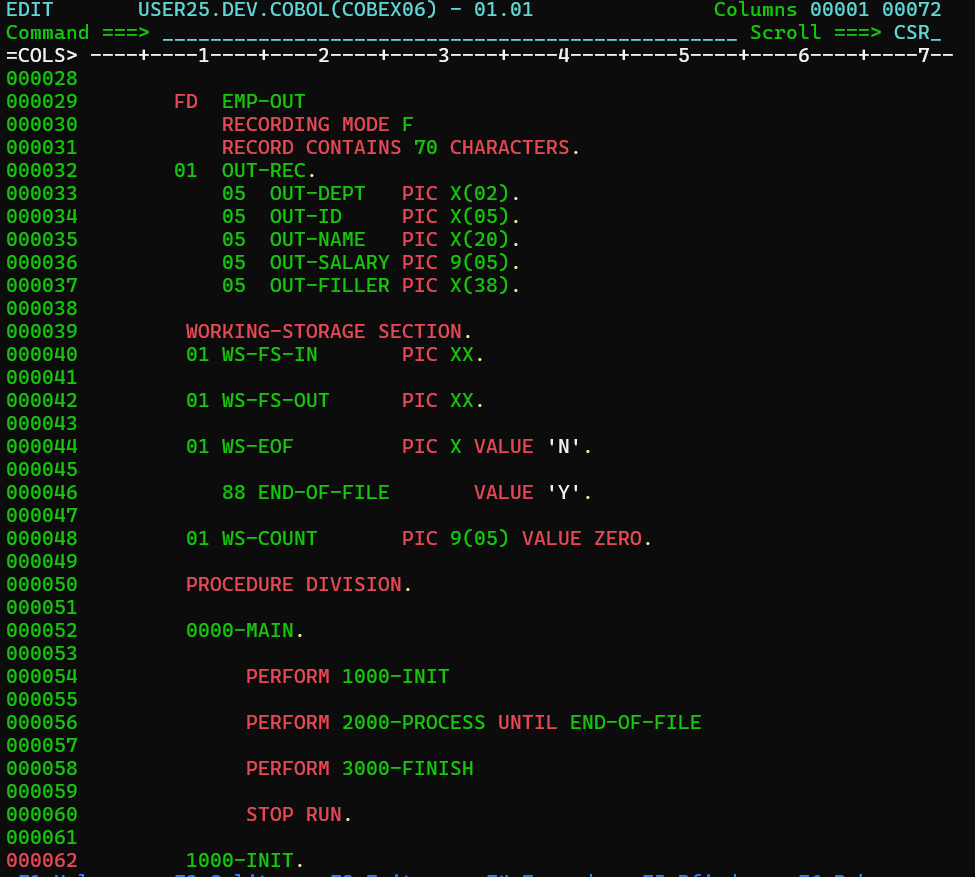 EDIT       USER25.DEV.COBOL(COBEX06) - 01.01               Columns 00001 00072
Command ===> ________________________________________________ Scroll ===> CSR_
=COLS> ----+----1----+----2----+----3----+----4----+----5----+----6----+----7--
000028
000029        FD  EMP-OUT
000030            RECORDING MODE F
000031            RECORD CONTAINS 70 CHARACTERS.
000032        01  OUT-REC.
000033            05  OUT-DEPT   PIC X(02).
000034            05  OUT-ID     PIC X(05).
000035            05  OUT-NAME   PIC X(20).
000036            05  OUT-SALARY PIC 9(05).
000037            05  OUT-FILLER PIC X(38).
000038
000039         WORKING-STORAGE SECTION.
000040         01 WS-FS-IN       PIC XX.
000041
000042         01 WS-FS-OUT      PIC XX.
000043
000044         01 WS-EOF         PIC X VALUE 'N'.
000045
000046            88 END-OF-FILE       VALUE 'Y'.
000047
000048         01 WS-COUNT       PIC 9(05) VALUE ZERO.
000049
000050         PROCEDURE DIVISION.
000051
000052         0000-MAIN.
000053
000054              PERFORM 1000-INIT
000055
000056              PERFORM 2000-PROCESS UNTIL END-OF-FILE
000057
000058              PERFORM 3000-FINISH
000059
000060              STOP RUN.
000061
000062         1000-INIT.